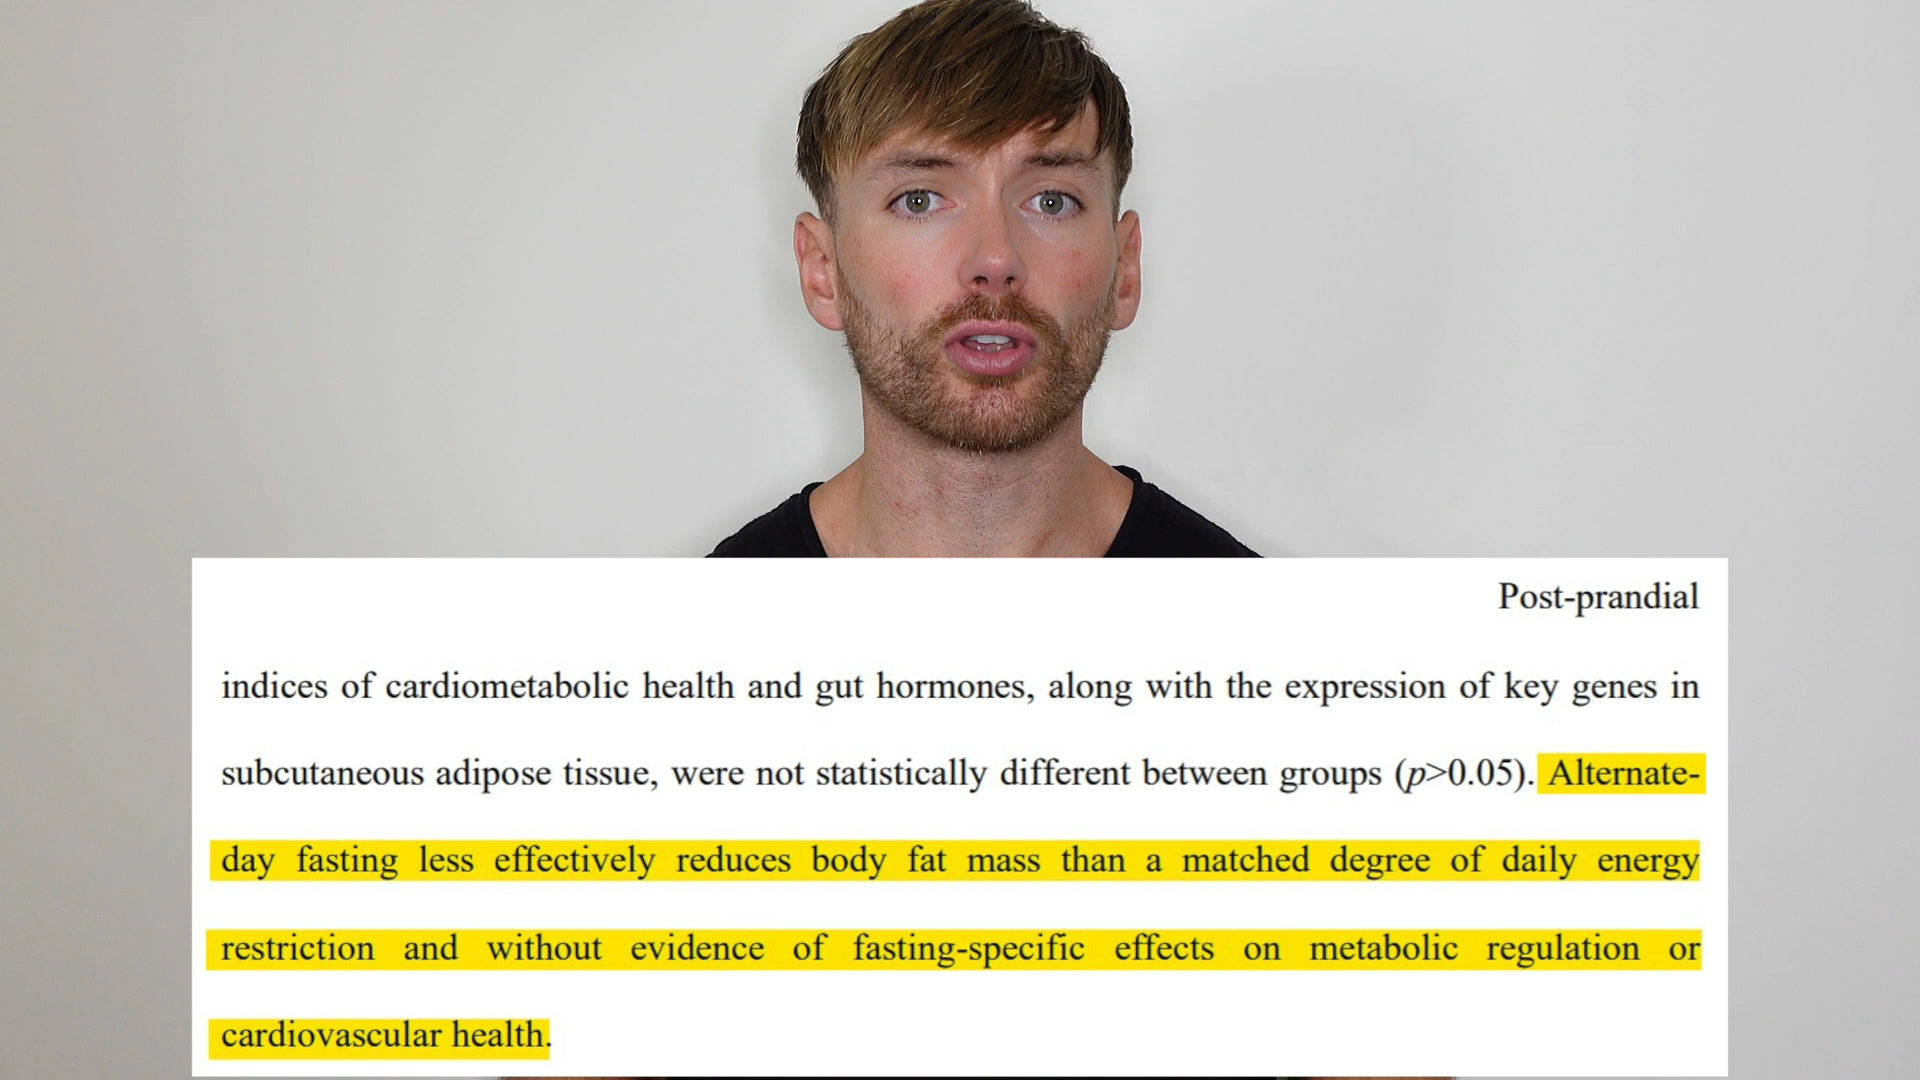 Post-prandial
indices of cardiometabolic health and gut hormones, along with the expression of key genes in
subcutaneous adipose tissue, were not statistically different between groups (p>0.05). Alternate-
day fasting less effectively reduces body fat mass than a matched degree of daily energy
restriction and without evidence of fasting-specific effects on metabolic regulation or
cardiovascular health.